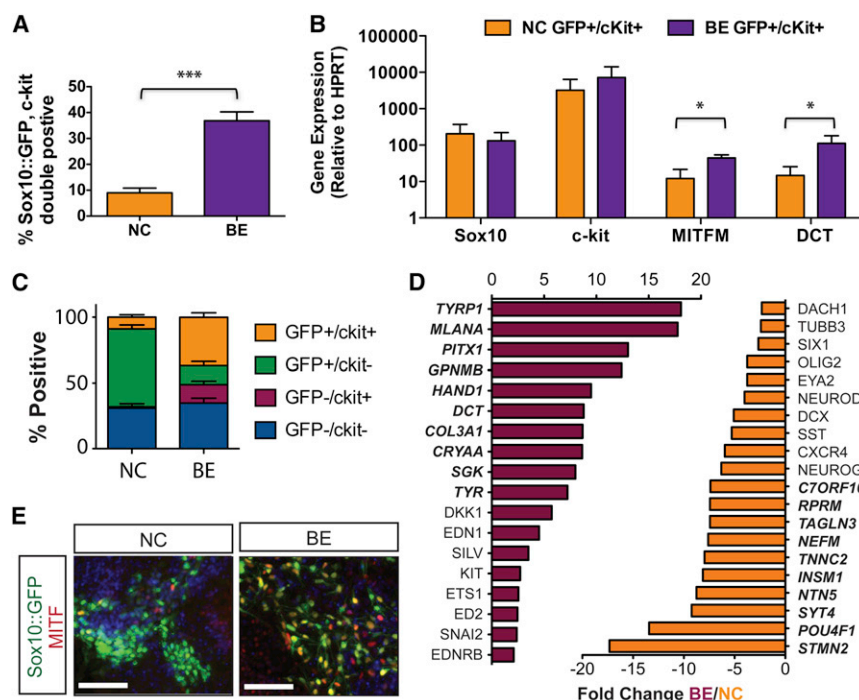 A
% Sox10::GFP, c-kit
double postive
50
40
30
20
10
0
***
NC
BE
B
NC GFP+/cKit+
BE GFP+/cKit+
Gene Expression
(Relative to HPRT)
100000
10000
1000
100
10
1
*
*
Sox10
c-kit
MITFM
DCT
C
% Positive
100
50
0
NC
BE
GFP+/ckit+
GFP+/ckit-
GFP-/ckit+
GFP-/ckit-
D
0
5
10
15
20
TYRP1
MLANA
PITX1
GPNMB
HAND1
DCT
COL3A1
CRYAA
SGK
TYR
DKK1
EDN1
SILV
KIT
ETS1
ED2
SNAI2
EDNRB
DACH1
TUBB3
SIX1
OLIG2
EYA2
NEUROD
DCX
SST
CXCR4
NEUROG
C7ORF16
RPRM
TAGLN3
NEFM
TNNC2
INSM1
NTN5
SYT4
POU4F1
STMN2
-20
-15
-10
-5
0
Fold Change BE/NC
E
Sox10::GFP
MITF
NC
BE